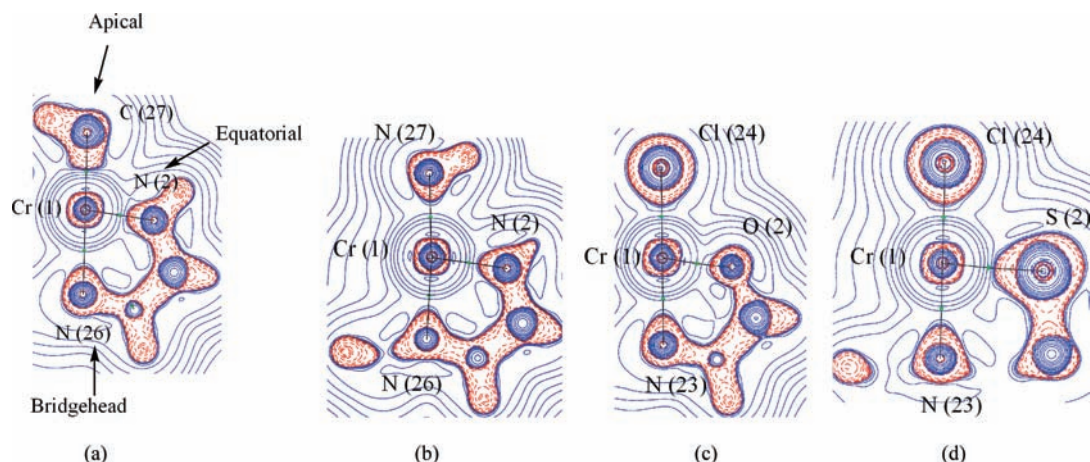 Apical
C (27)
Equatorial
N (2)
Cr (1)
N (26)
Bridgehead
(a)
N (27)
N (2)
Cr (1)
N (26)
(b)
Cl (24)
O (2)
Cr (1)
N (23)
(c)
Cl (24)
S (2)
Cr (1)
N (23)
(d)